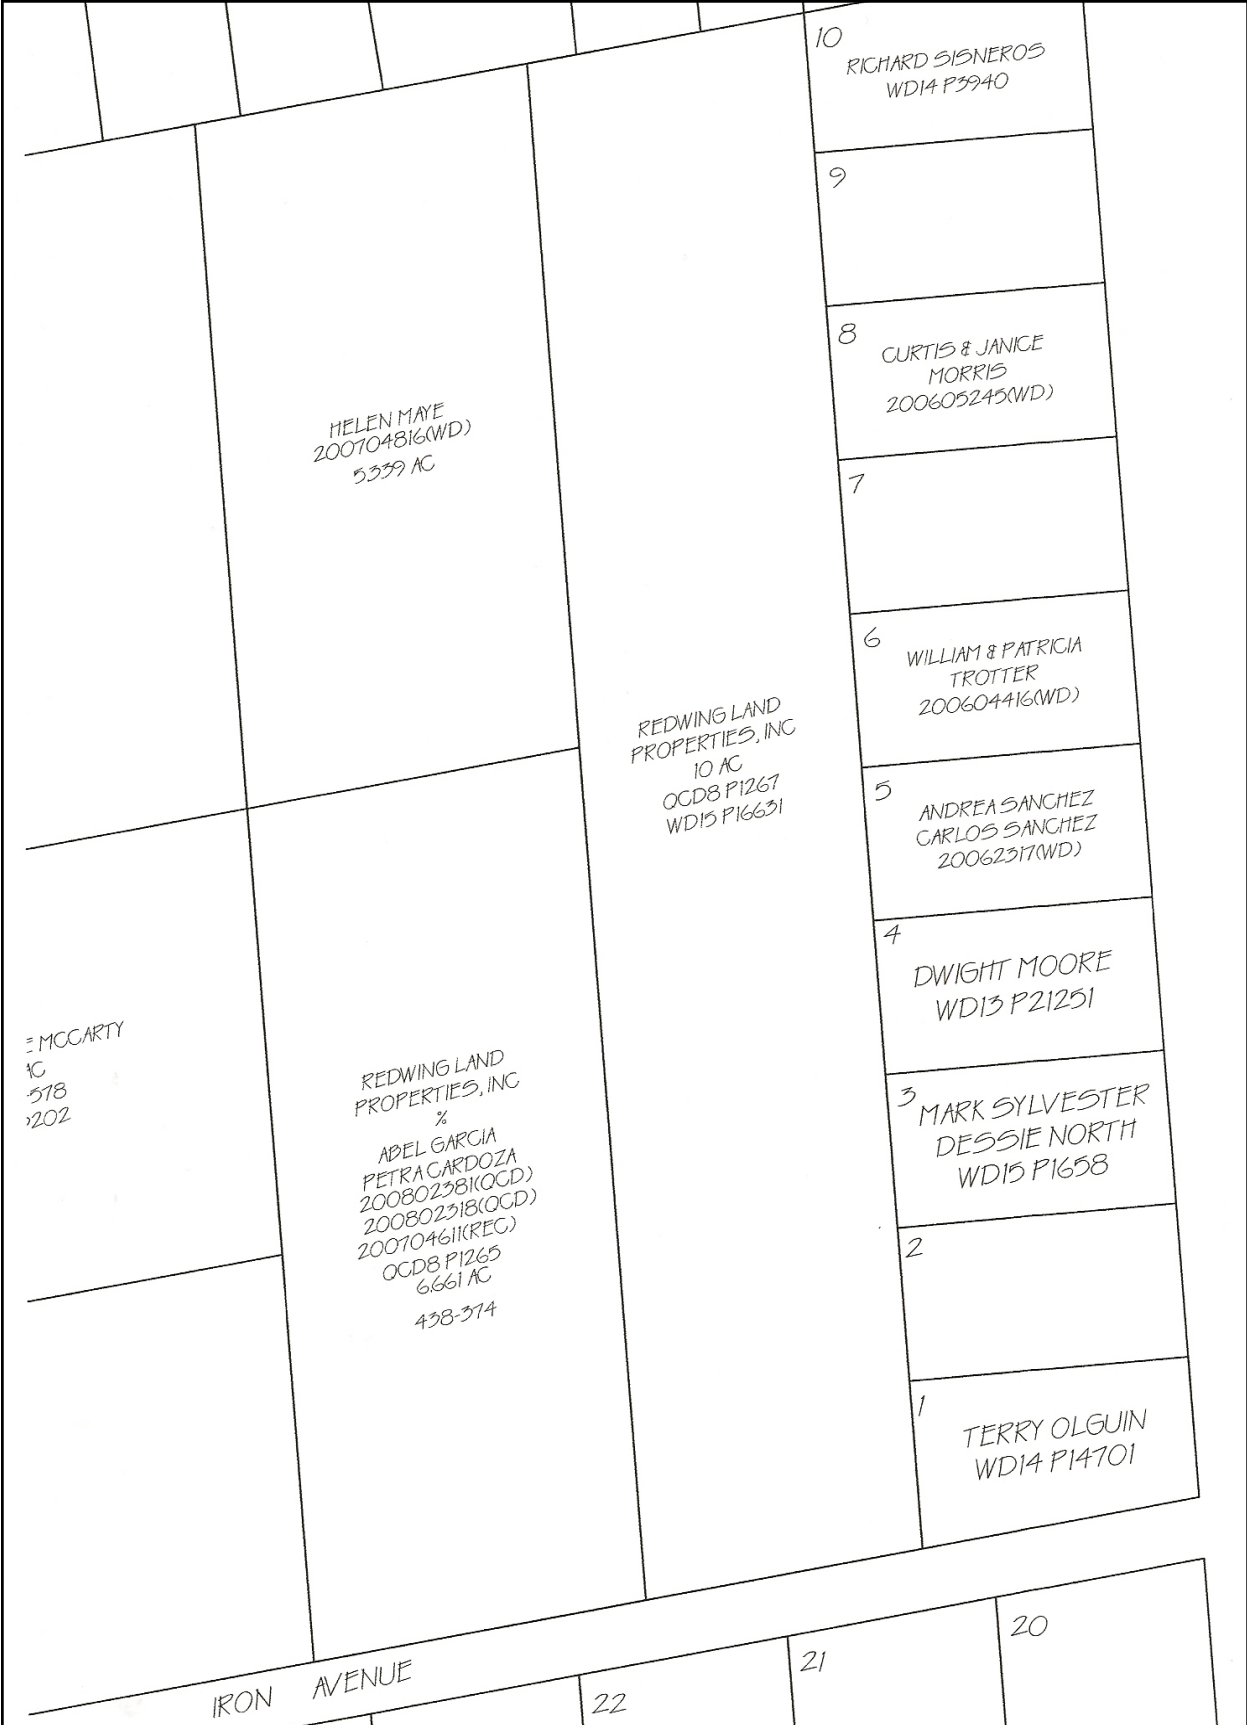 10
RICHARD SISNEROS
WD14 P3940
9
8
CURTIS & JANICE
MORRIS
200605245(WD)
HELEN MAYE
200704816(WD)
5.339 AC
7
6
WILLIAM & PATRICIA
TROTTER
200604416(WD)
REDWING LAND
PROPERTIES, INC
10 AC
QCD8 P1267
WD15 P16631
5
ANDREA SANCHEZ
CARLOS SANCHEZ
20062317(WD)
4
DWIGHT MOORE
WD13 P21251
E MCCARTY
AC
-578
P202
REDWING LAND
PROPERTIES, INC
%
ABEL GARCIA
PETRA CARDOZA
200802381(QCD)
200802318(QCD)
200704611(REC)
QCD8 P1265
6.661 AC
438-374
3
MARK SYLVESTER
DESSIE NORTH
WD15 P1658
2
1
TERRY OLGUIN
WD14 P14701
IRON AVENUE
22
21
20